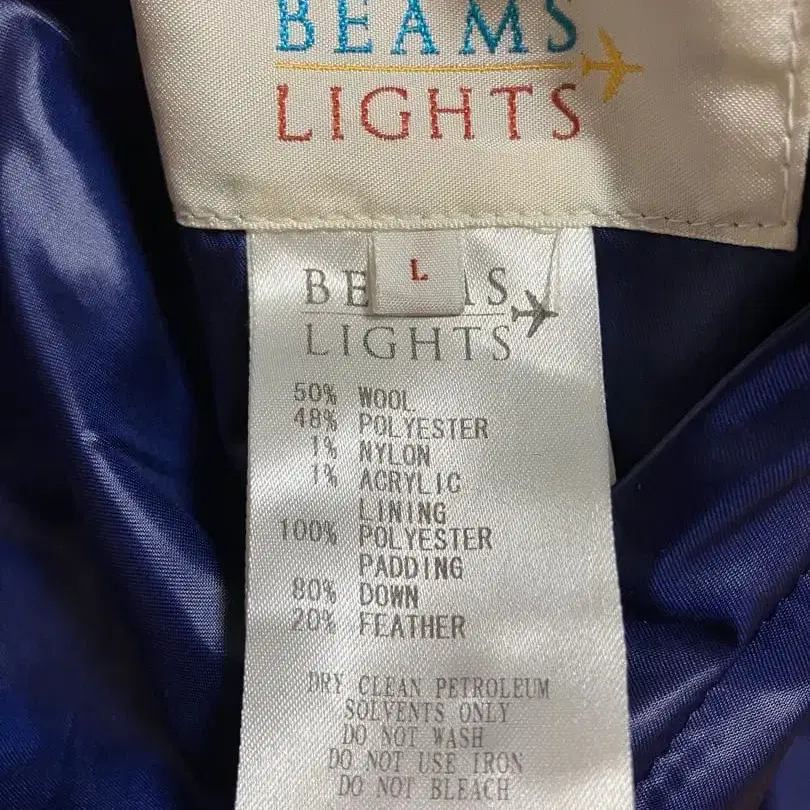 BEAMS
LIGHTS
L
LIGHTS
50% WOOL
48% POLYESTER
1% NYLON
1% ACRYLIC
LINING
100% POLYESTER
PADDING
80% DOWN
20% FEATHER
DRY CLEAN PETROLEUM
SOLVENTS ONLY
DO NOT WASH
DO NOT USE IRON
DO NOT BLEACH